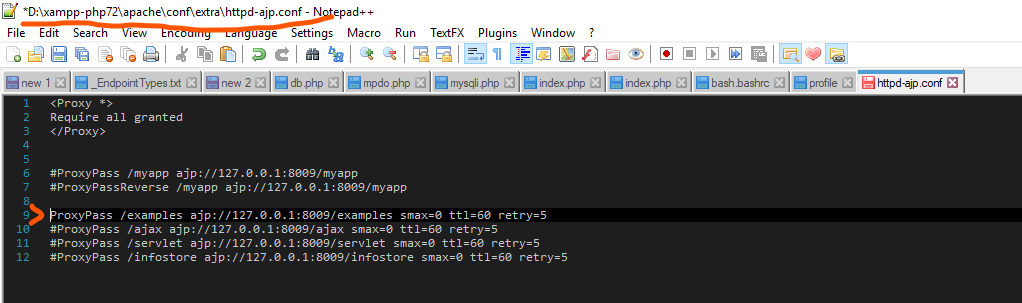 *D:\xampp-php72\apache\conf\extra\httpd-ajp.conf - Notepad++
File Edit Search View Encoding Language Settings Macro Run TextFX Plugins Window ?
new 1 _EndpointTypes.txt new 2 db.php mpdo.php mysqli.php index.php index.php bash.bashrc profile httpd-ajp.conf
1 <Proxy *>
2 Require all granted
3 </Proxy>
4
5
6 #ProxyPass /myapp ajp://127.0.0.1:8009/myapp
7 #ProxyPassReverse /myapp ajp://127.0.0.1:8009/myapp
8
9 ProxyPass /examples ajp://127.0.0.1:8009/examples smax=0 ttl=60 retry=5
10 #ProxyPass /ajax ajp://127.0.0.1:8009/ajax smax=0 ttl=60 retry=5
11 #ProxyPass /servlet ajp://127.0.0.1:8009/servlet smax=0 ttl=60 retry=5
12 #ProxyPass /infostore ajp://127.0.0.1:8009/infostore smax=0 ttl=60 retry=5